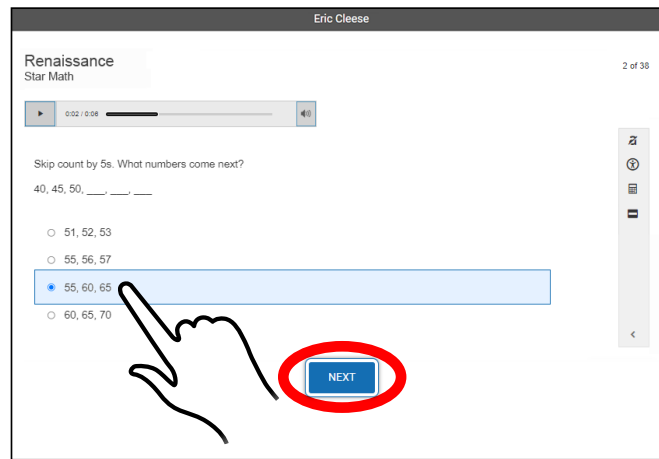 Eric Cleese
Renaissance
Star Math
2 of 38
0:02 / 0:08
Skip count by 5s. What numbers come next?
40, 45, 50, ___, ___, ___
51, 52, 53
55, 56, 57
55, 60, 65
60, 65, 70
NEXT